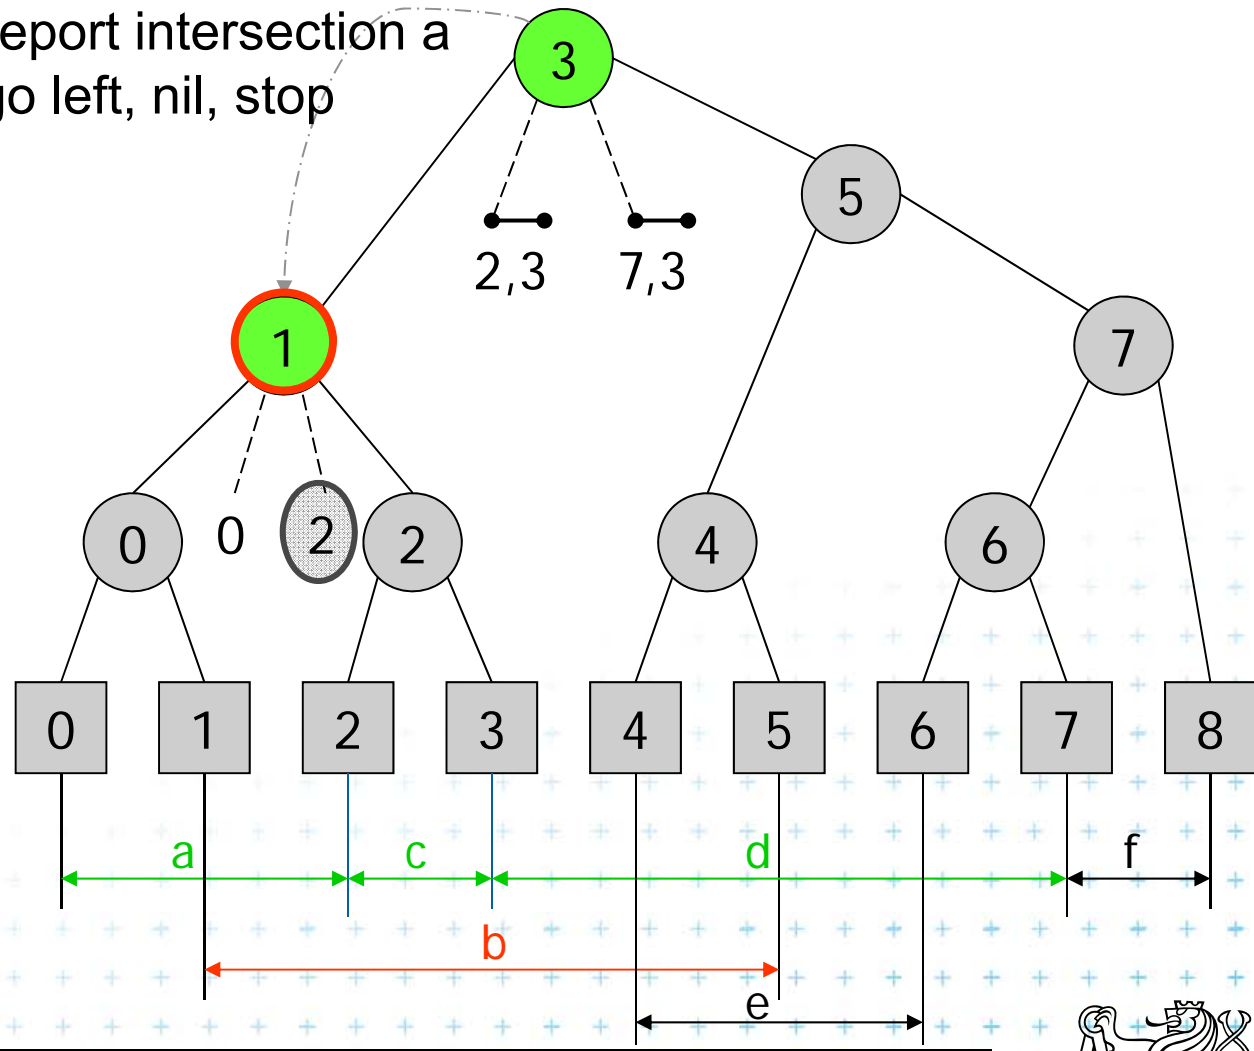 eport intersection a
go left, nil, stop
3
5
2,3 7,3
1
7
0 0 2 2 4 6
0 1 2 3 4 5 6 7 8
a c d f
b
e